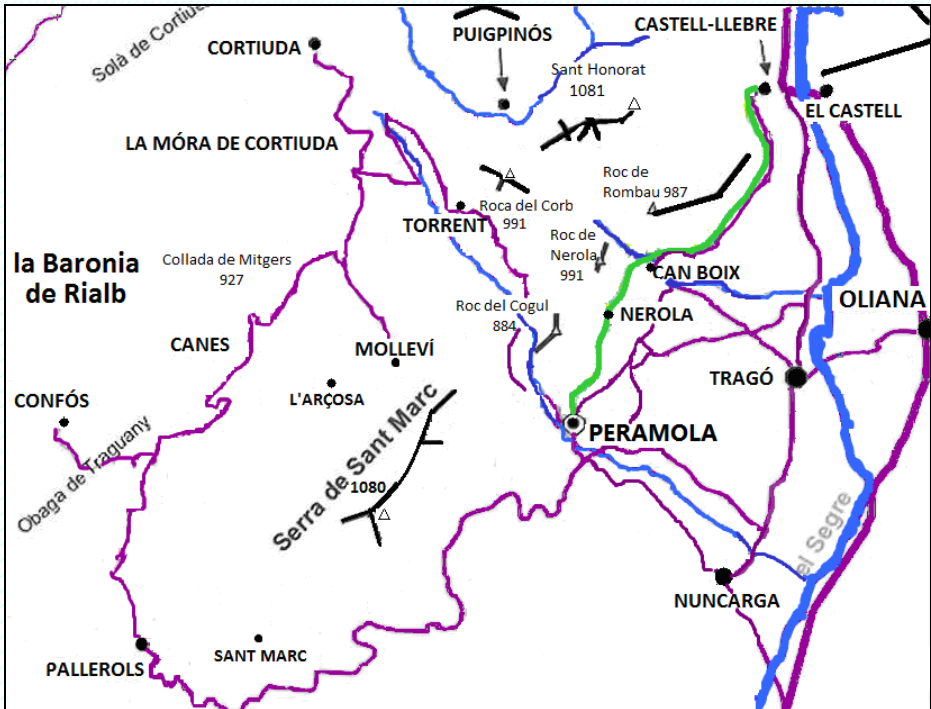 Solà de Cortiuda
CORTIUDA
PUIGPINÓS
CASTELL-LLEBRE
Sant Honorat
1081
EL CASTELL
LA MÓRA DE CORTIUDA
Roc de
Rombau 987
Roca del Corb
991
TORRENT
Roc de
Nerola
991
la Baronia
de Rialb
Collada de Mitgers
927
CAN BOIX
OLIANA
Roc del Cogul
884
NEROLA
CANES
MOLLEVÍ
TRAGÓ
L'ARÇOSA
CONFÓS
PERAMOLA
Obaga de Traguany
Serra de Sant Marc
1080
el Segre
NUNCARGA
SANT MARC
PALLEROLS